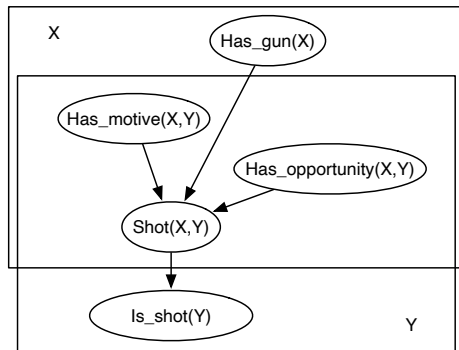 X
Has_gun(X)
Has_motive(X,Y)
Has_opportunity(X,Y)
Shot(X,Y)
Is_shot(Y)
Y